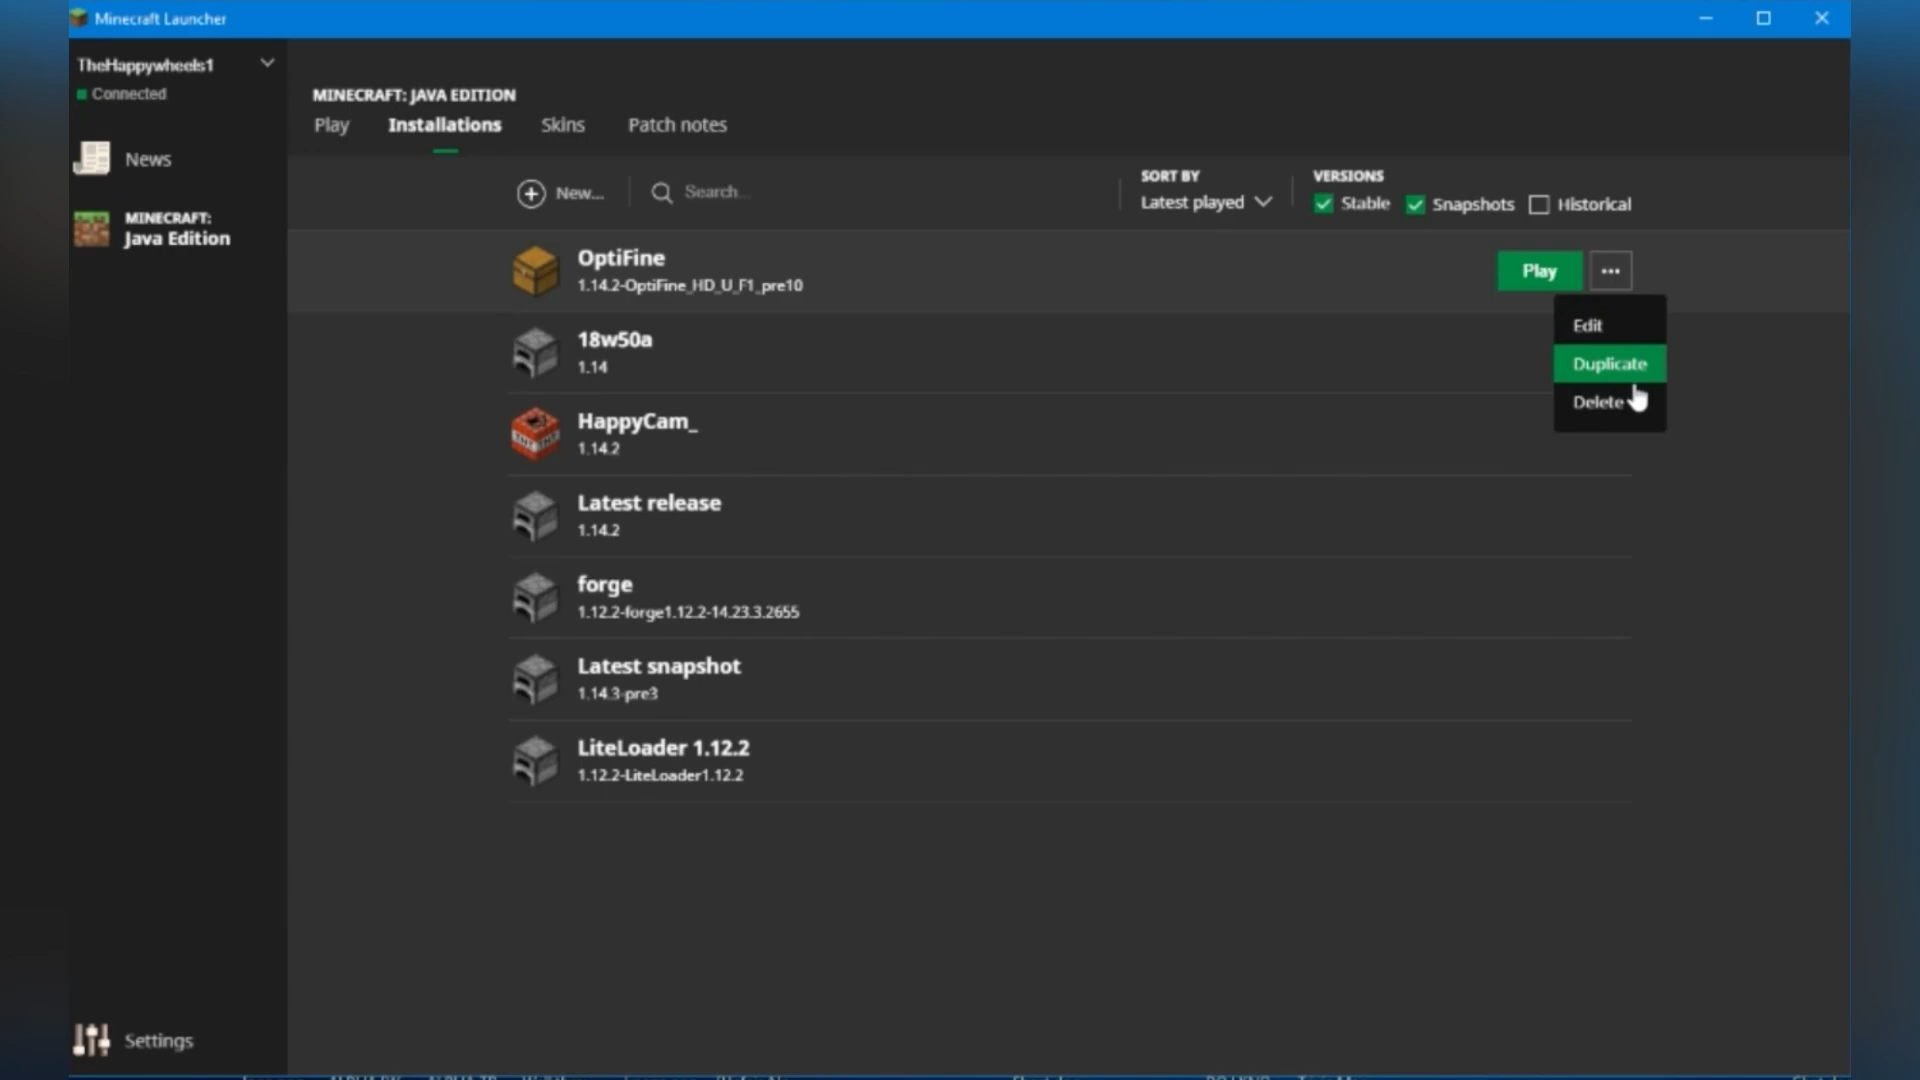 Minecraft Launcher
TheHappywheels1
Connected
News
MINECRAFT:
Java Edition
Settings
MINECRAFT: JAVA EDITION
Play Installations Skins Patch notes
New... Search...
SORT BY
Latest played
VERSIONS
Stable Snapshots Historical
OptiFine
1.14.2-OptiFine_HD_U_F1_pre10
Play ...
Edit
Duplicate
Delete
18w50a
1.14
HappyCam_
1.14.2
Latest release
1.14.2
forge
1.12.2-forge1.12.2-14.23.3.2655
Latest snapshot
1.14.3-pre3
LiteLoader 1.12.2
1.12.2-LiteLoader1.12.2